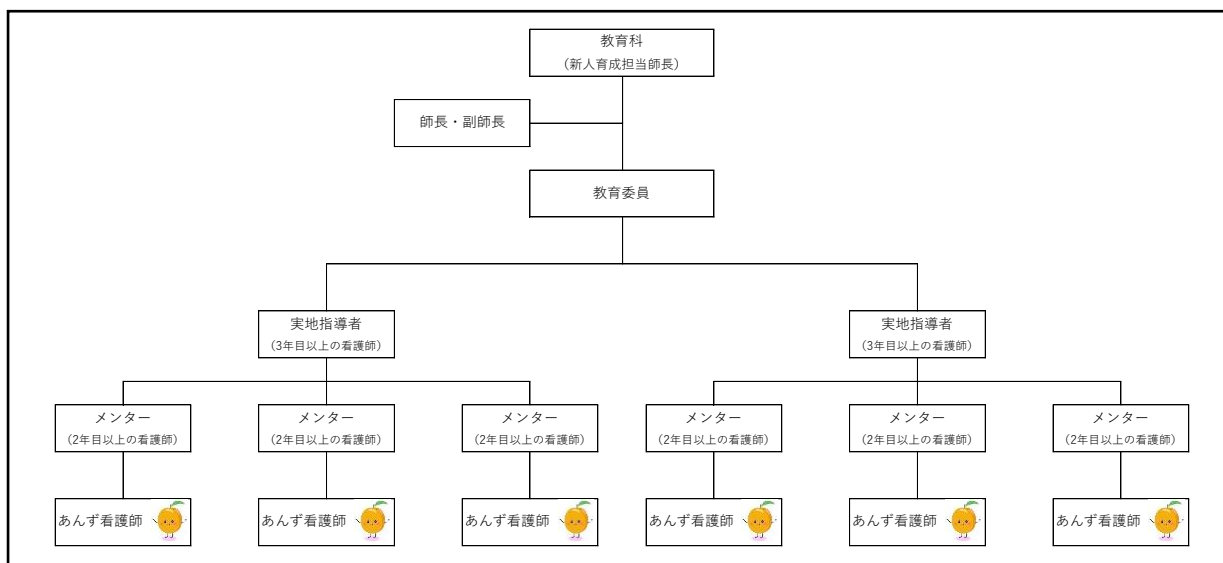 教育科
（新人育成担当師長）
師長・副師長
教育委員
実地指導者
（3年目以上の看護師）
実地指導者
（3年目以上の看護師）
メンター
（2年目以上の看護師）
メンター
（2年目以上の看護師）
メンター
（2年目以上の看護師）
メンター
（2年目以上の看護師）
メンター
（2年目以上の看護師）
メンター
（2年目以上の看護師）
あんず看護師
あんず看護師
あんず看護師
あんず看護師
あんず看護師
あんず看護師